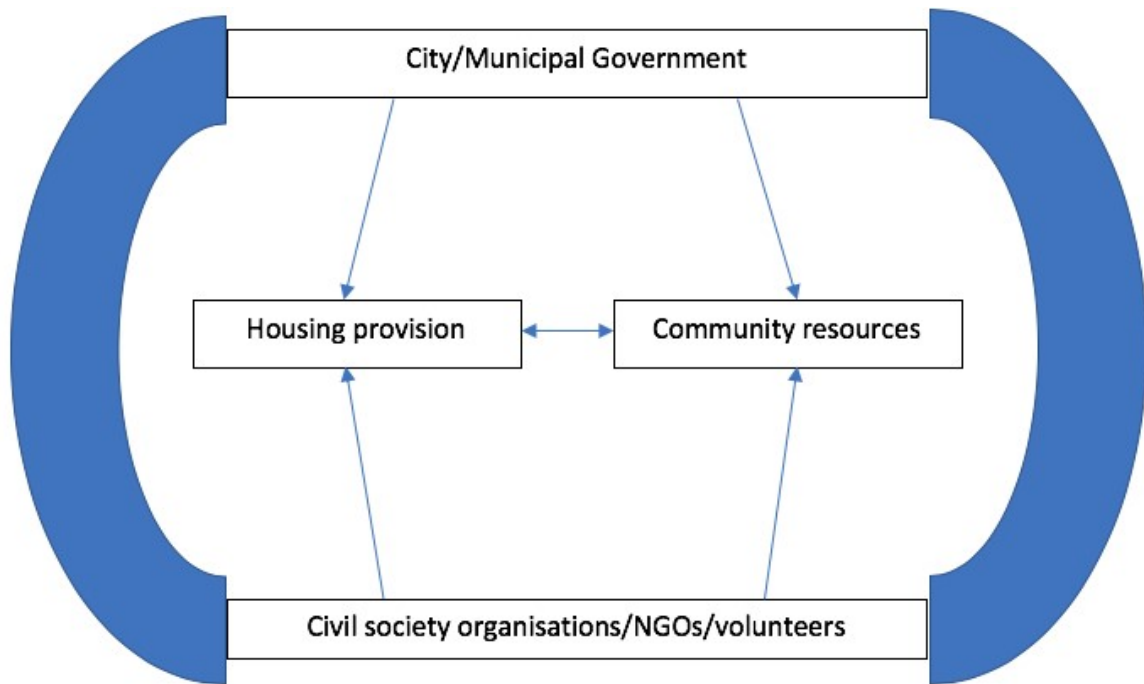 City/Municipal Government
Housing provision
Community resources
Civil society organisations/NGOs/volunteers